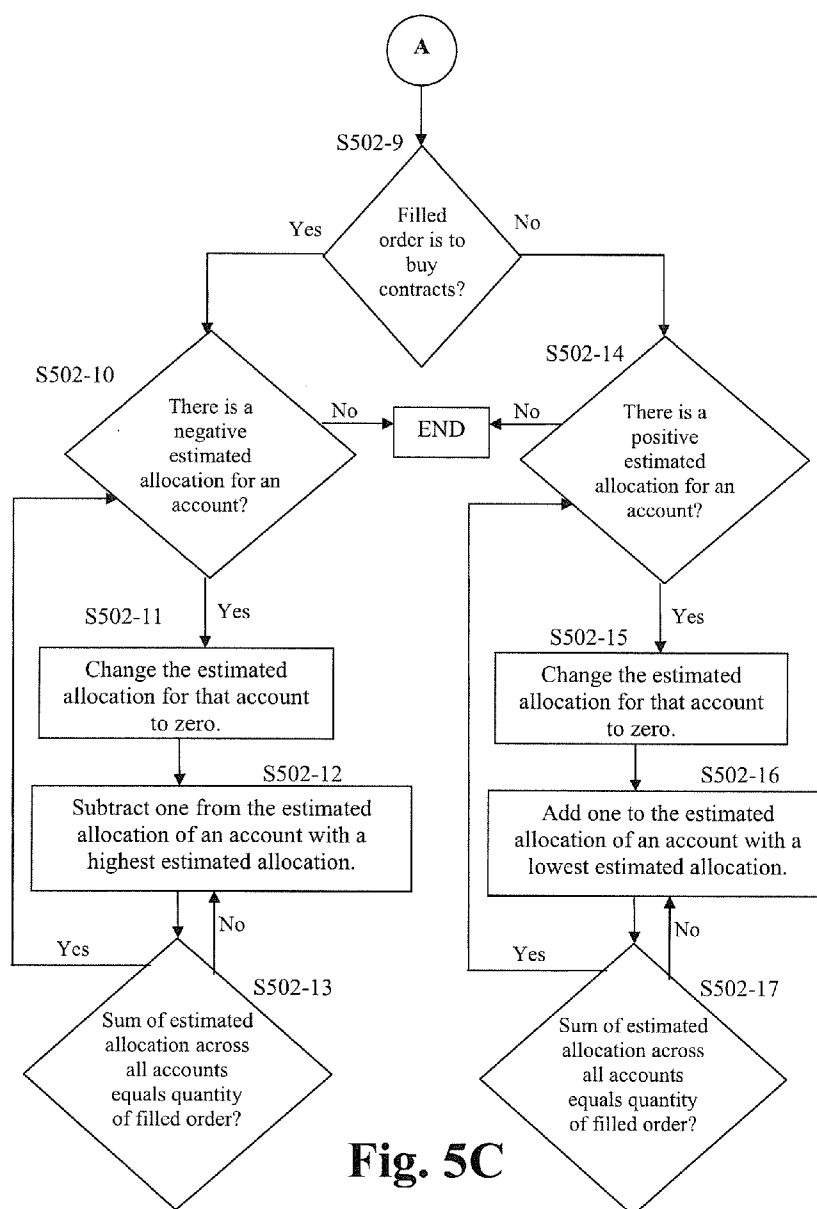 A
S502-9
Filled
order is to
buy
contracts?
Yes
No
S502-10
There is a
negative
estimated
allocation for an
account?
No
END
No
S502-14
There is a
positive
estimated
allocation for an
account?
Yes
S502-11
Change the estimated
allocation for that account
to zero.
S502-12
Subtract one from the estimated
allocation of an account with a
highest estimated allocation.
No
Yes
S502-13
Sum of estimated
allocation across
all accounts
equals quantity
of filled order?
Yes
S502-15
Change the estimated
allocation for that account
to zero.
S502-16
Add one to the estimated
allocation of an account with a
lowest estimated allocation.
No
Yes
S502-17
Sum of estimated
allocation across
all accounts
equals quantity
of filled order?
Fig. 5C